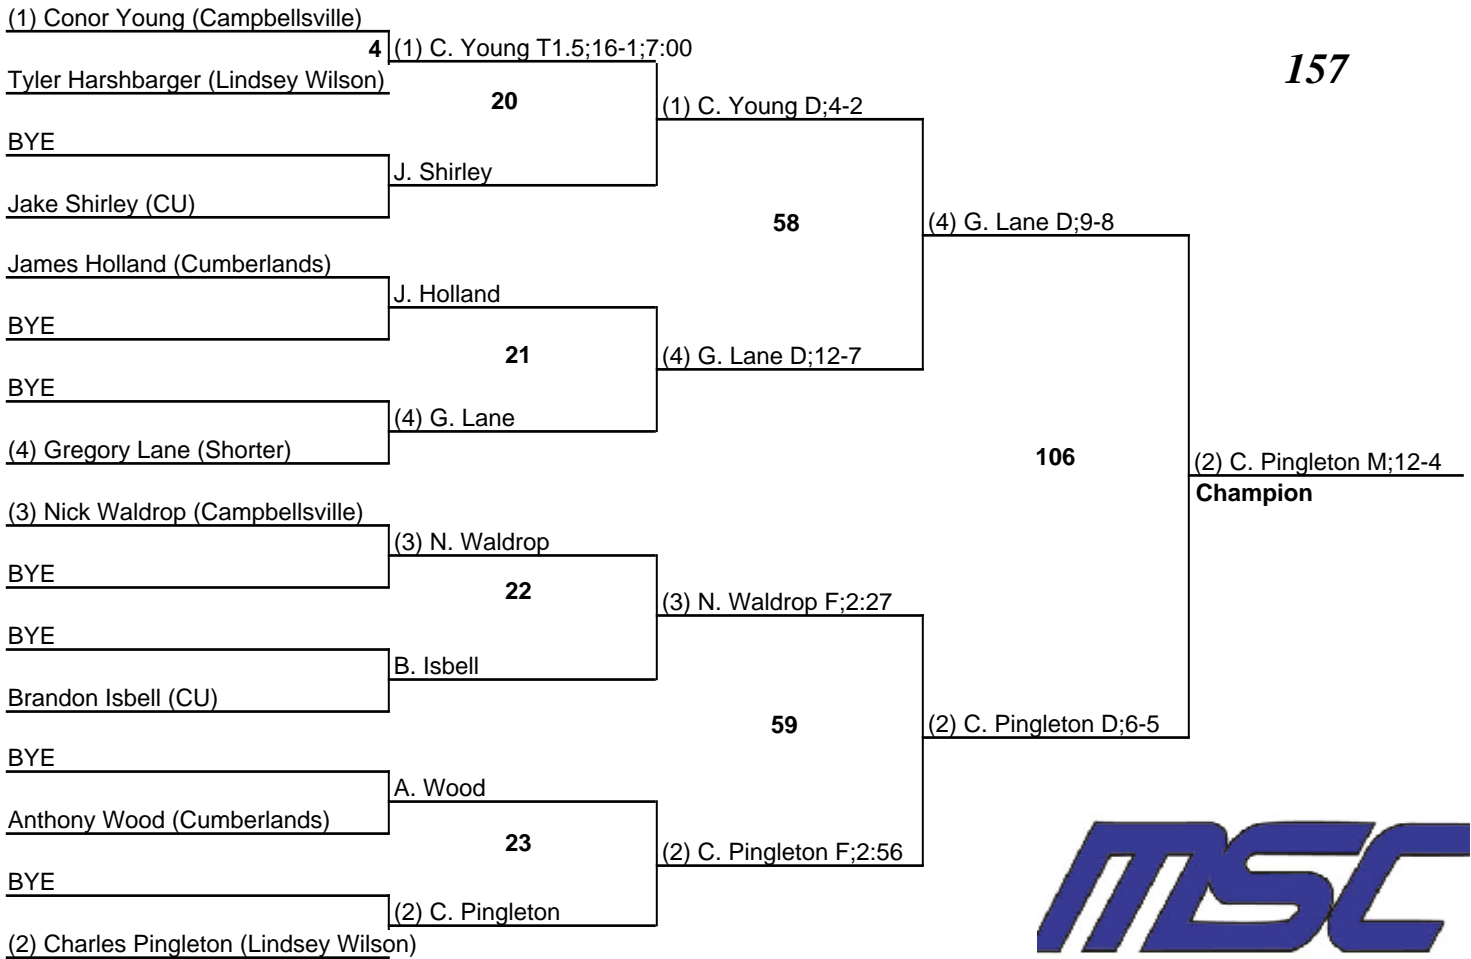 (1) Conor Young (Campbellsville)
4 (1) C. Young T1.5;16-1;7:00
157
Tyler Harshbarger (Lindsey Wilson)
20
(1) C. Young D;4-2
BYE
J. Shirley
Jake Shirley (CU)
58
(4) G. Lane D;9-8
James Holland (Cumberlands)
J. Holland
BYE
21
(4) G. Lane D;12-7
BYE
(4) G. Lane
(4) Gregory Lane (Shorter)
106
(2) C. Pingleton M;12-4
Champion
(3) Nick Waldrop (Campbellsville)
(3) N. Waldrop
BYE
22
(3) N. Waldrop F;2:27
BYE
B. Isbell
Brandon Isbell (CU)
59
(2) C. Pingleton D;6-5
BYE
A. Wood
Anthony Wood (Cumberlands)
23
(2) C. Pingleton F;2:56
BYE
(2) C. Pingleton
(2) Charles Pingleton (Lindsey Wilson)
MSC